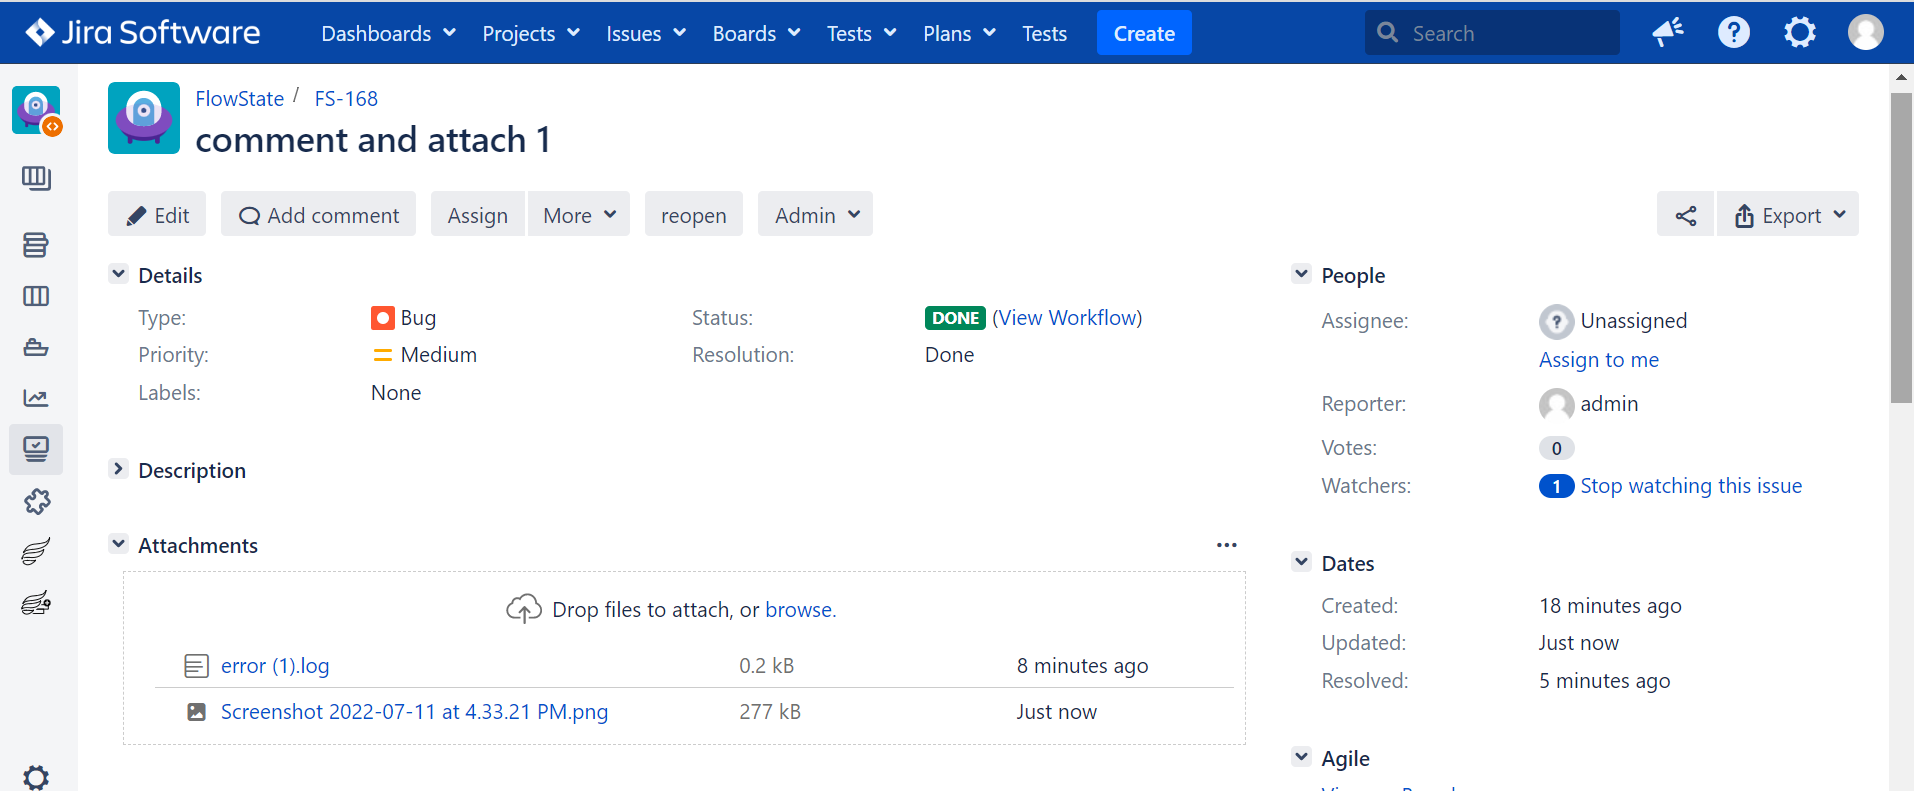 Jira Software Dashboards Projects Issues Boards Tests Plans Tests Create Search
FlowState / FS-168
comment and attach 1
Edit Add comment Assign More reopen Admin Export
Details
Type: Bug Status: DONE (View Workflow)
Priority: Medium Resolution: Done
Labels: None
Description
Attachments
Drop files to attach, or browse.
error (1).log 0.2 kB 8 minutes ago
Screenshot 2022-07-11 at 4.33.21 PM.png 277 kB Just now
People
Assignee: ? Unassigned
Assign to me
Reporter: admin
Votes: 0
Watchers: 1 Stop watching this issue
Dates
Created: 18 minutes ago
Updated: Just now
Resolved: 5 minutes ago
Agile